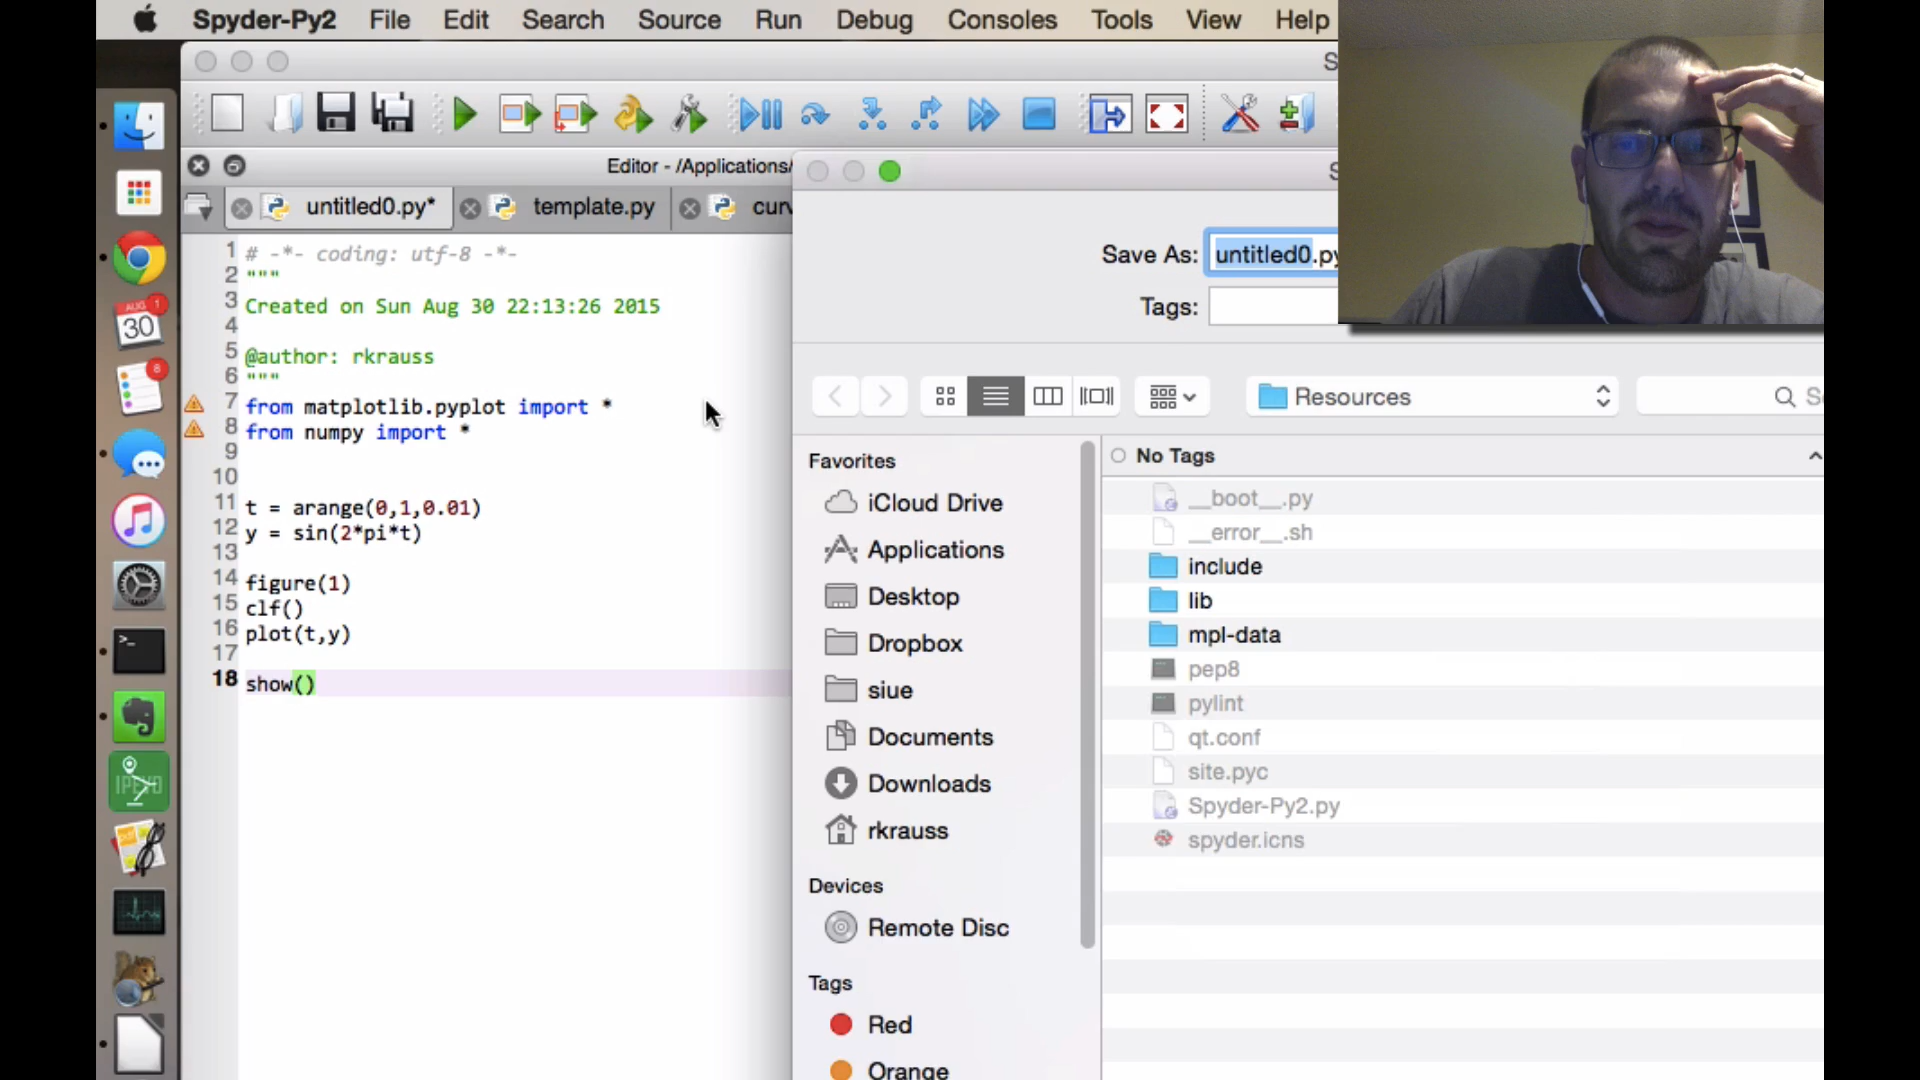 Spyder-Py2 File Edit Search Source Run Debug Consoles Tools View Help
Editor - /Applications/
untitled0.py* template.py curv
1 # -*- coding: utf-8 -*-
2 """
3 Created on Sun Aug 30 22:13:26 2015
4
5 @author: rkrauss
6 """
7 from matplotlib.pyplot import *
8 from numpy import *
9
10
11 t = arange(0,1,0.01)
12 y = sin(2*pi*t)
13
14 figure(1)
15 clf()
16 plot(t,y)
17
18 show()
AUG 1
30
8
>_
IPEVO
S
S
Save As: untitled0.py
Tags:
Resources
S
Favorites
iCloud Drive
Applications
Desktop
Dropbox
siue
Documents
Downloads
rkrauss
Devices
Remote Disc
Tags
Red
Orange
No Tags
__boot__.py
__error__.sh
include
lib
mpl-data
pep8
pylint
qt.conf
site.pyc
Spyder-Py2.py
spyder.icns